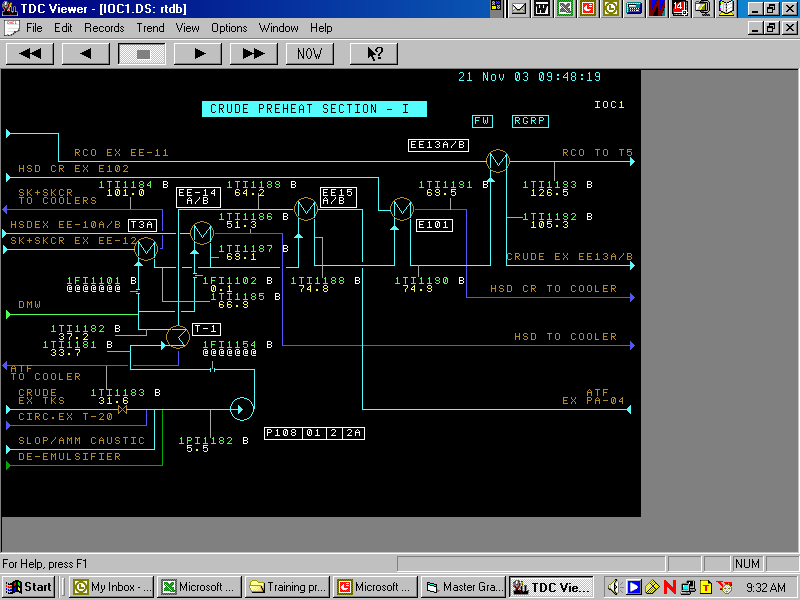 TDC Viewer - [IOC1.DS: rtdb]
File Edit Records Trend View Options Window Help
NOW
21 Nov 03 09:48:19
CRUDE PREHEAT SECTION - I
IOC1
FW RGRP
EE13A/B
RCO EX EE-11
RCO TO T5
HSD CR EX E102
1TI1194 B
101.0
EE-14
A/B
1TI1189 B
64.2
EE15
A/B
1TI1191 B
69.5
1TI1193 B
126.5
SK+SKCR
TO COOLERS
1TI1186 B
51.3
1TI1192 B
105.3
HSDEX EE-10A/B
T3A
E101
SK+SKCR EX EE-12
1TI1187 B
69.1
CRUDE EX EE13A/B
1FI1101 B
@@@@@@@@
1FI1102 B
0.1
1TI1188 B
74.8
1TI1190 B
74.9
HSD CR TO COOLER
1TI1185 B
66.9
DMW
1TI1182 B
37.2
T-1
HSD TO COOLER
1TI1181 B
33.7
1FI1154 B
@@@@@@@@
ATF
TO COOLER
CRUDE
EX TKS
1TI1183 B
31.6
ATF
EX PA-04
CIRC.EX T-20
P108 01 2 2A
SLOP/AMM CAUSTIC
1PI1182 B
5.5
DE-EMULSIFIER
For Help, press F1
NUM
Start
My Inbox - ...
Microsoft ...
Training pr...
Microsoft ...
Master Gra...
TDC Vie...
9:32 AM